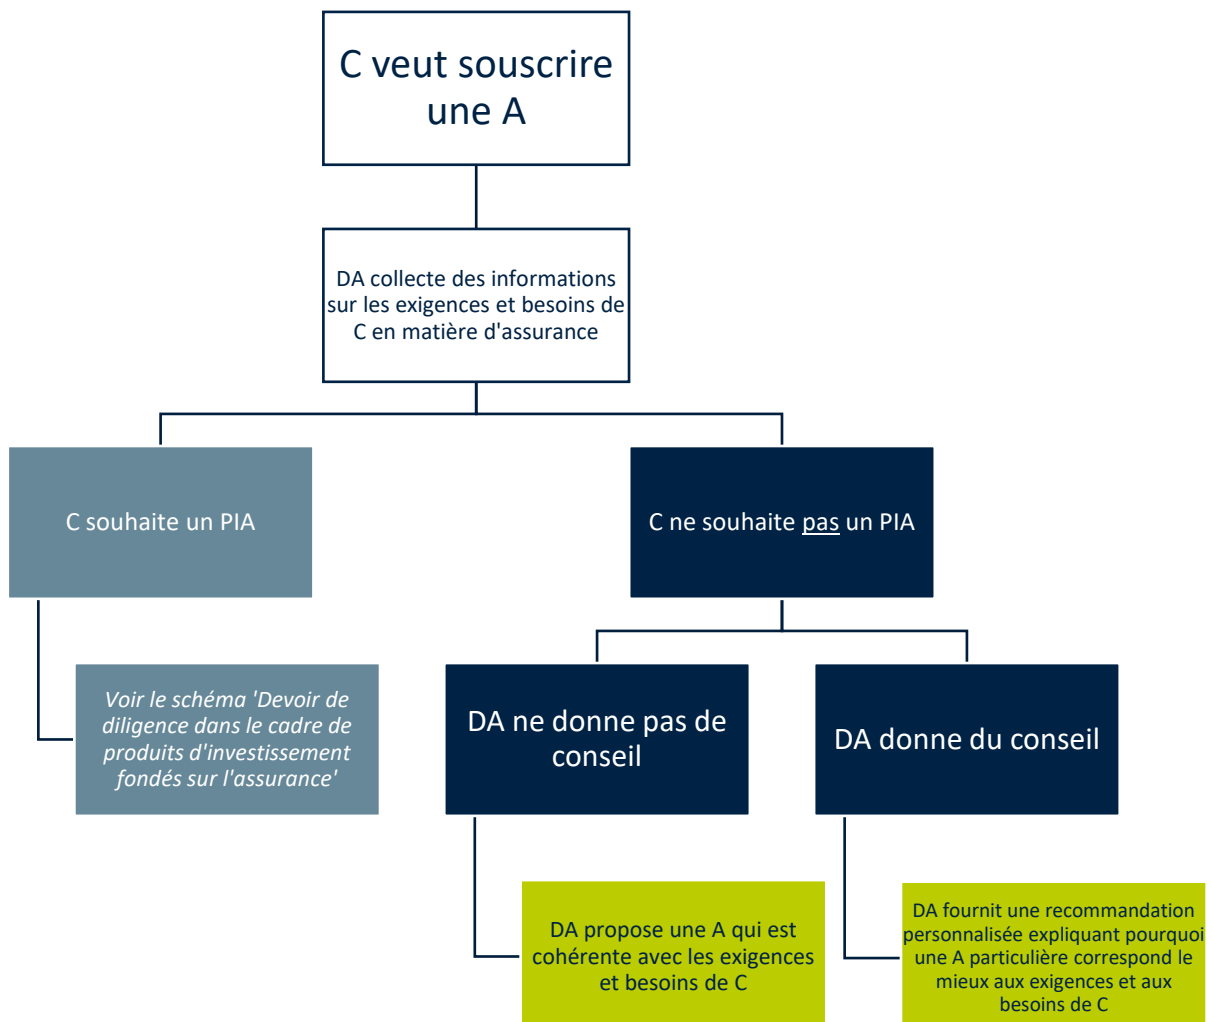 C veut souscrire
une A
DA collecte des informations
sur les exigences et besoins de
C en matière d'assurance
C souhaite un PIA
C ne souhaite pas un PIA
Voir le schéma 'Devoir de
diligence dans le cadre de
produits d'investissement
fondés sur l'assurance'
DA ne donne pas de
conseil
DA donne du conseil
DA propose une A qui est
cohérente avec les exigences
et besoins de C
DA fournit une recommandation
personnalisée expliquant pourquoi
une A particulière correspond le
mieux aux exigences et aux
besoins de C